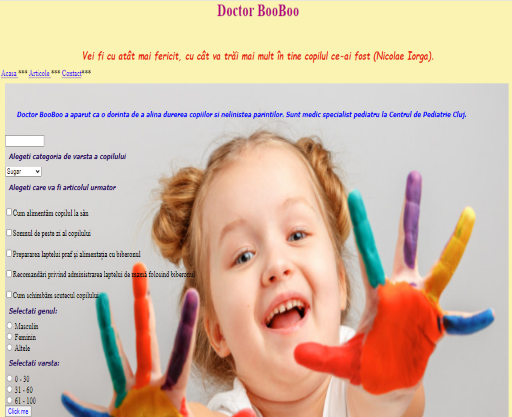 Doctor BooBoo
Vei fi cu atât mai fericit, cu cât va trăi mai mult în tine copilul ce-ai fost (Nicolae Iorga).
Acasa *** Articole *** Contact***
Doctor BooBoo a aparut ca o dorinta de a alina durerea copiilor si nelinistea parintilor. Sunt medic specialist pediatru la Centrul de Pediatrie Cluj.
Alegeti categoria de varsta a copilului
Sugar
Alegeti care va fi articolul urmator
Cum alimentăm copilul la sân
Somnul de peste zi al copilului
Prepararea laptelui praf și alimentația cu biberonul
Recomandări privind administrarea laptelui de mamă folosind biberonul
Cum schimbăm scutecul copilului
Selectati genul:
Masculin
Feminin
Altele
Selectati varsta:
0 - 30
31 - 60
61 - 100
Click me